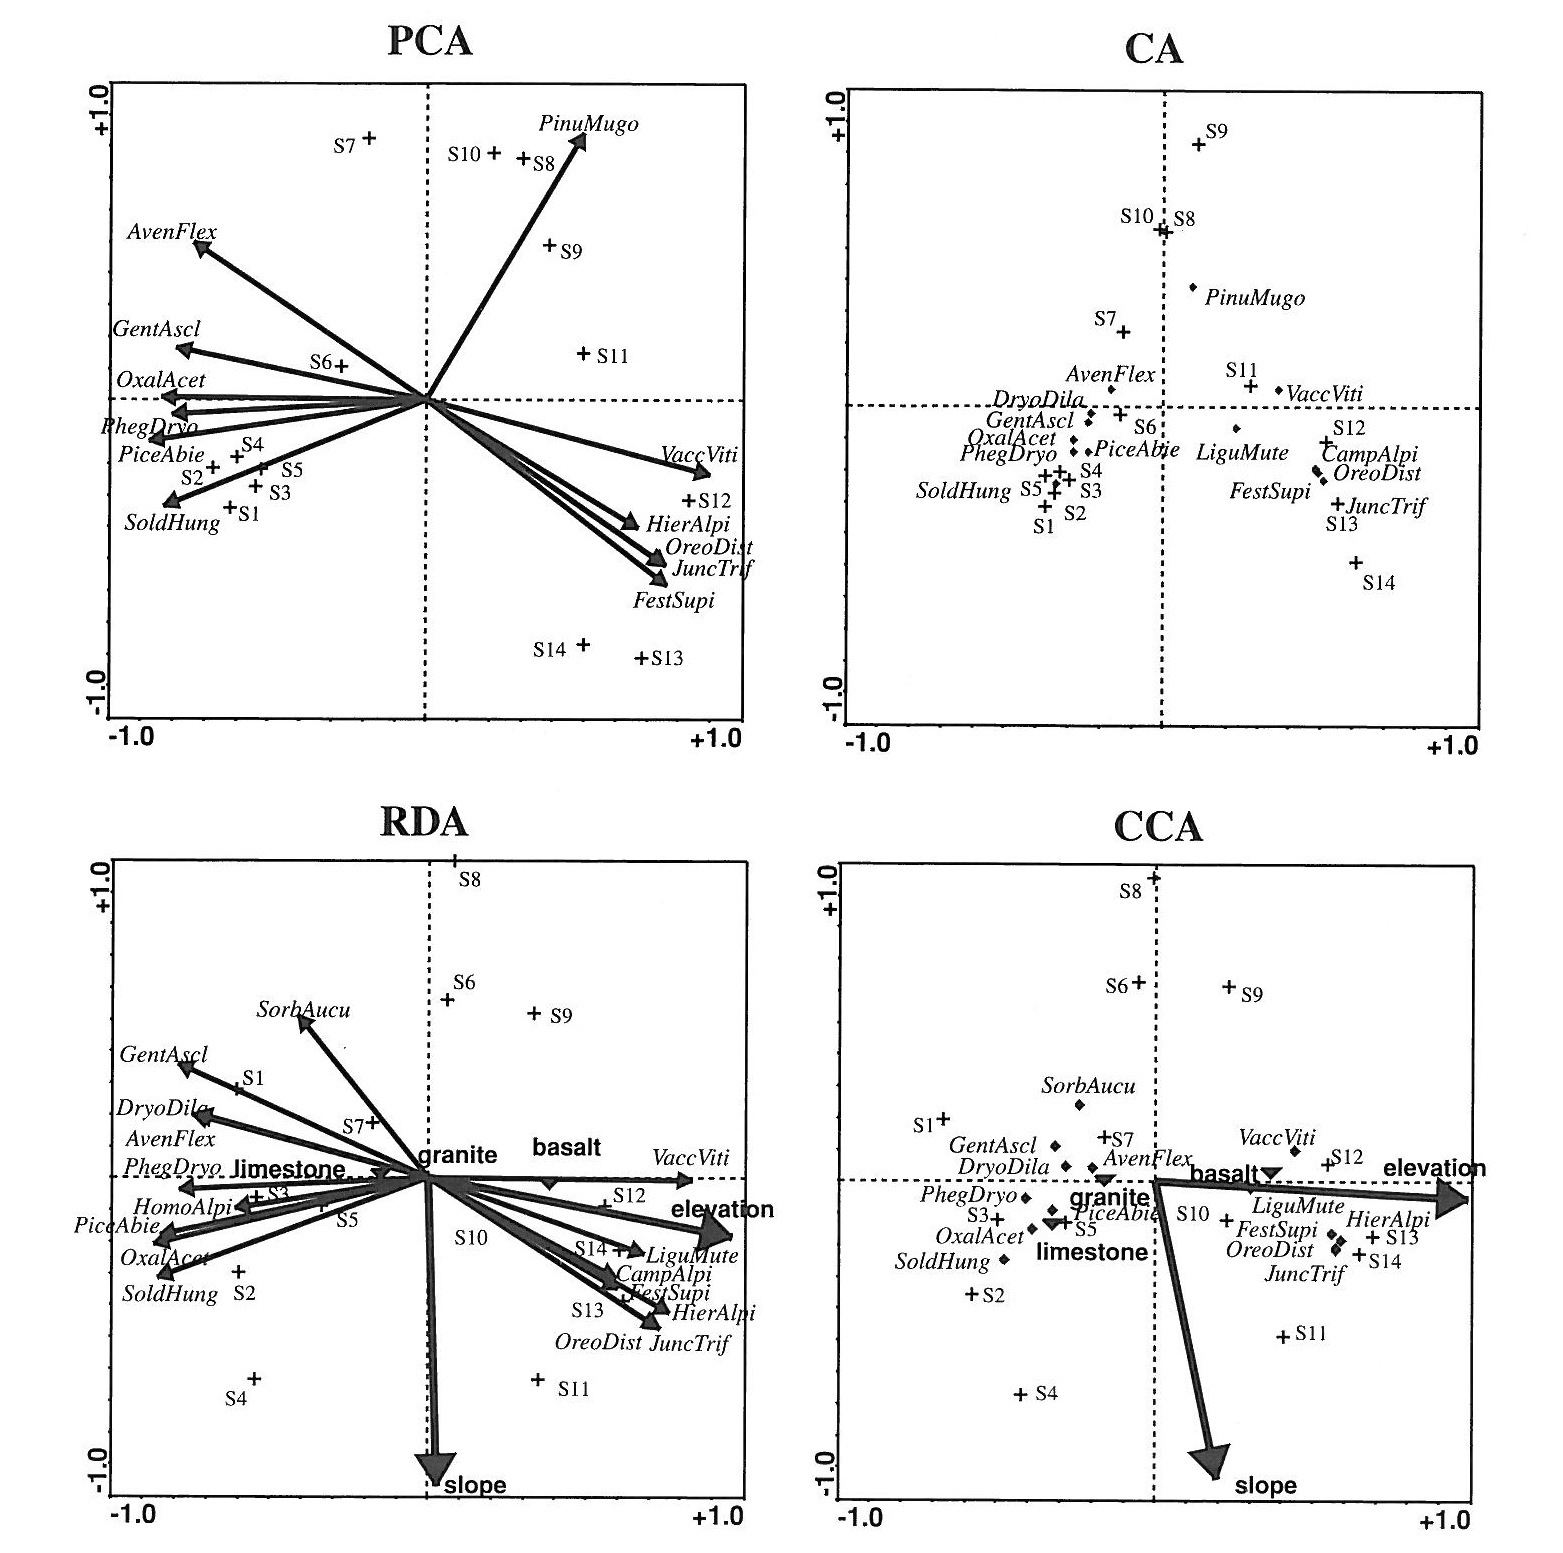 PCA
+1.0
PinuMugo
S7
S10
S8
AvenFlex
S9
GentAscl
S6
S11
OxalAcet
PhegDryo
S4
PiceAbie
VaccViti
S2
S5
S3
S12
SoldHung
S1
HierAlpi
OreoDist
JuncTrif
FestSupi
S14
S13
-1.0
-1.0
+1.0
CA
+1.0
S9
S10
S8
PinuMugo
S7
AvenFlex
S11
DryoDila
VaccViti
GentAscl
S6
S12
OxalAcet
PhegDryo
PiceAbie
LiguMute
CampAlpi
S4
OreoDist
SoldHung
S5
S3
FestSupi
S1
S2
JuncTrif
S13
S14
-1.0
-1.0
+1.0
RDA
+1.0
S8
S6
SorbAucu
S9
GentAscl
S1
DryoDila
AvenFlex
S7
PhegDryo
limestone
granite
basalt
VaccViti
HomoAlpi
S3
S12
PiceAbie
S5
elevation
OxalAcet
S10
S14
LiguMute
SoldHung
S2
CampAlpi
FestSupi
S13
HierAlpi
OreoDist
JuncTrif
S4
S11
slope
-1.0
-1.0
+1.0
CCA
+1.0
S8
S6
S9
SorbAucu
S1
GentAscl
S7
VaccViti
DryoDila
AvenFlex
S12
PhegDryo
granite
basalt
elevation
S3
PiceAbie
S10
LiguMute
OxalAcet
S5
FestSupi
HierAlpi
SoldHung
limestone
OreoDist
S13
JuncTrif
S14
S2
S11
S4
slope
-1.0
-1.0
+1.0